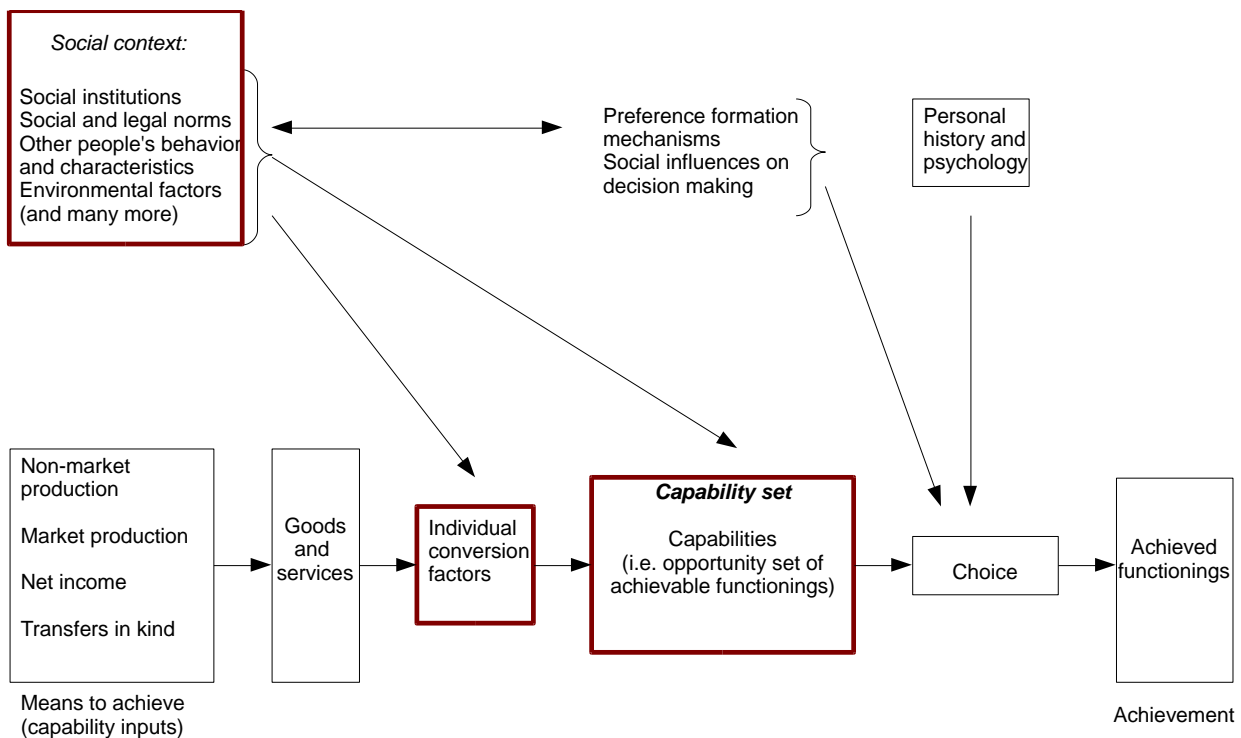 Social context:
Social institutions
Social and legal norms
Other people's behavior
and characteristics
Environmental factors
(and many more)
Preference formation
mechanisms
Social influences on
decision making
Personal
history and
psychology
Non-market
production
Market production
Net income
Transfers in kind
Means to achieve
(capability inputs)
Goods
and
services
Individual
conversion
factors
Capability set
Capabilities
(i.e. opportunity set of
achievable functionings)
Choice
Achieved
functionings
Achievement